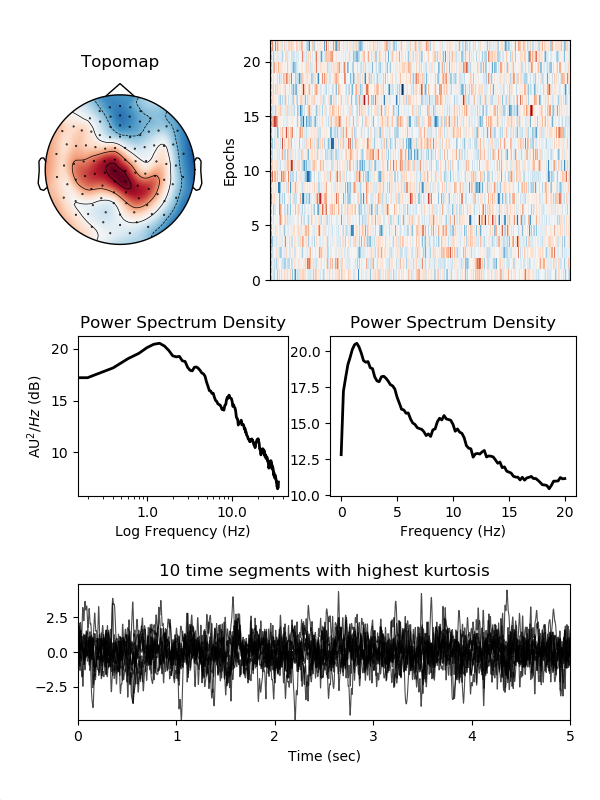 Topomap
Epochs
20
15
10
5
0
Power Spectrum Density
AU²/Hz (dB)
20
15
10
1.0 10.0
Log Frequency (Hz)
Power Spectrum Density
20.0
17.5
15.0
12.5
10.0
0 5 10 15 20
Frequency (Hz)
10 time segments with highest kurtosis
2.5
0.0
−2.5
0 1 2 3 4 5
Time (sec)